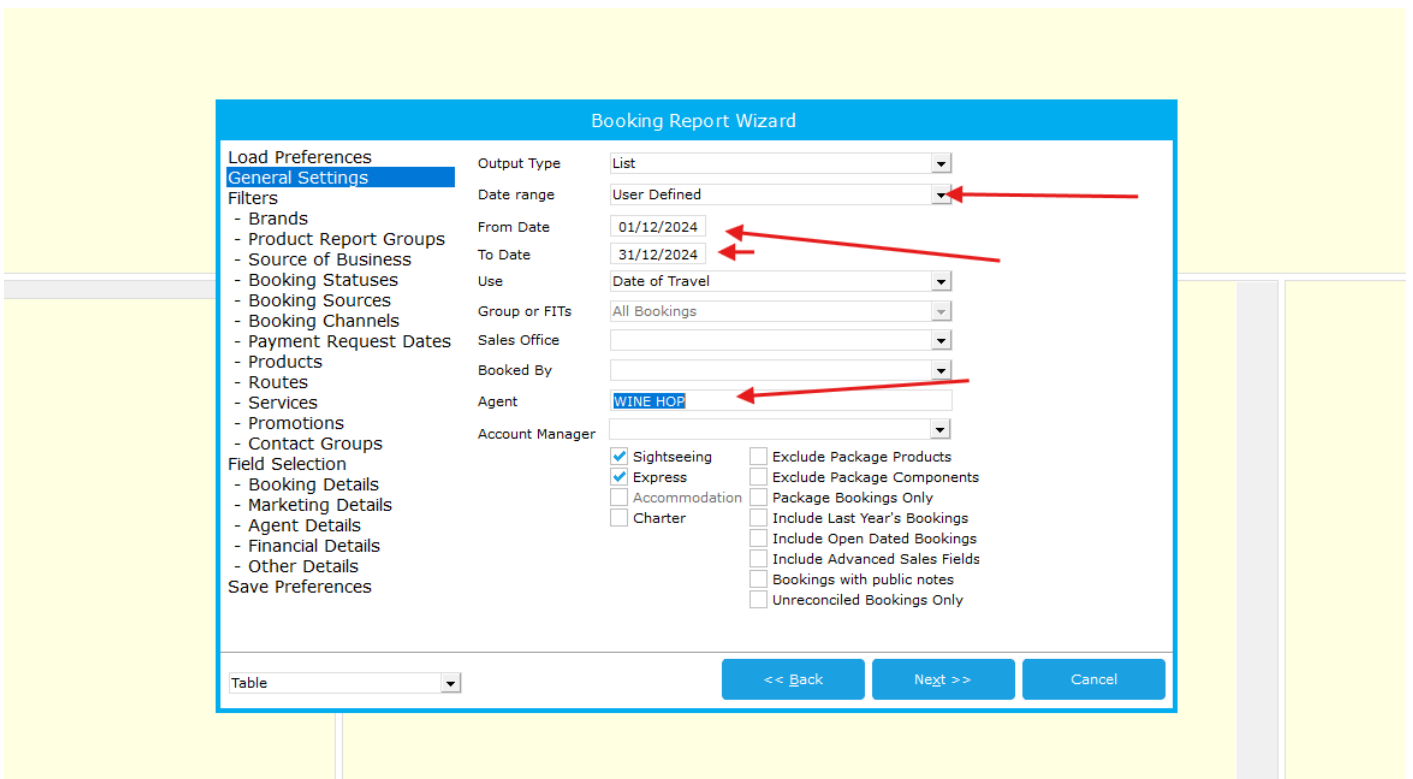 Booking Report Wizard
Load Preferences
General Settings
Filters
- Brands
- Product Report Groups
- Source of Business
- Booking Statuses
- Booking Sources
- Booking Channels
- Payment Request Dates
- Products
- Routes
- Services
- Promotions
- Contact Groups
Field Selection
- Booking Details
- Marketing Details
- Agent Details
- Financial Details
- Other Details
Save Preferences
Output Type List
Date range User Defined
From Date 01/12/2024
To Date 31/12/2024
Use Date of Travel
Group or FITs All Bookings
Sales Office
Booked By
Agent WINE HOP
Account Manager
Sightseeing
Express
Accommodation
Charter
Exclude Package Products
Exclude Package Components
Package Bookings Only
Include Last Year's Bookings
Include Open Dated Bookings
Include Advanced Sales Fields
Bookings with public notes
Unreconciled Bookings Only
Table
<< Back
Next >>
Cancel